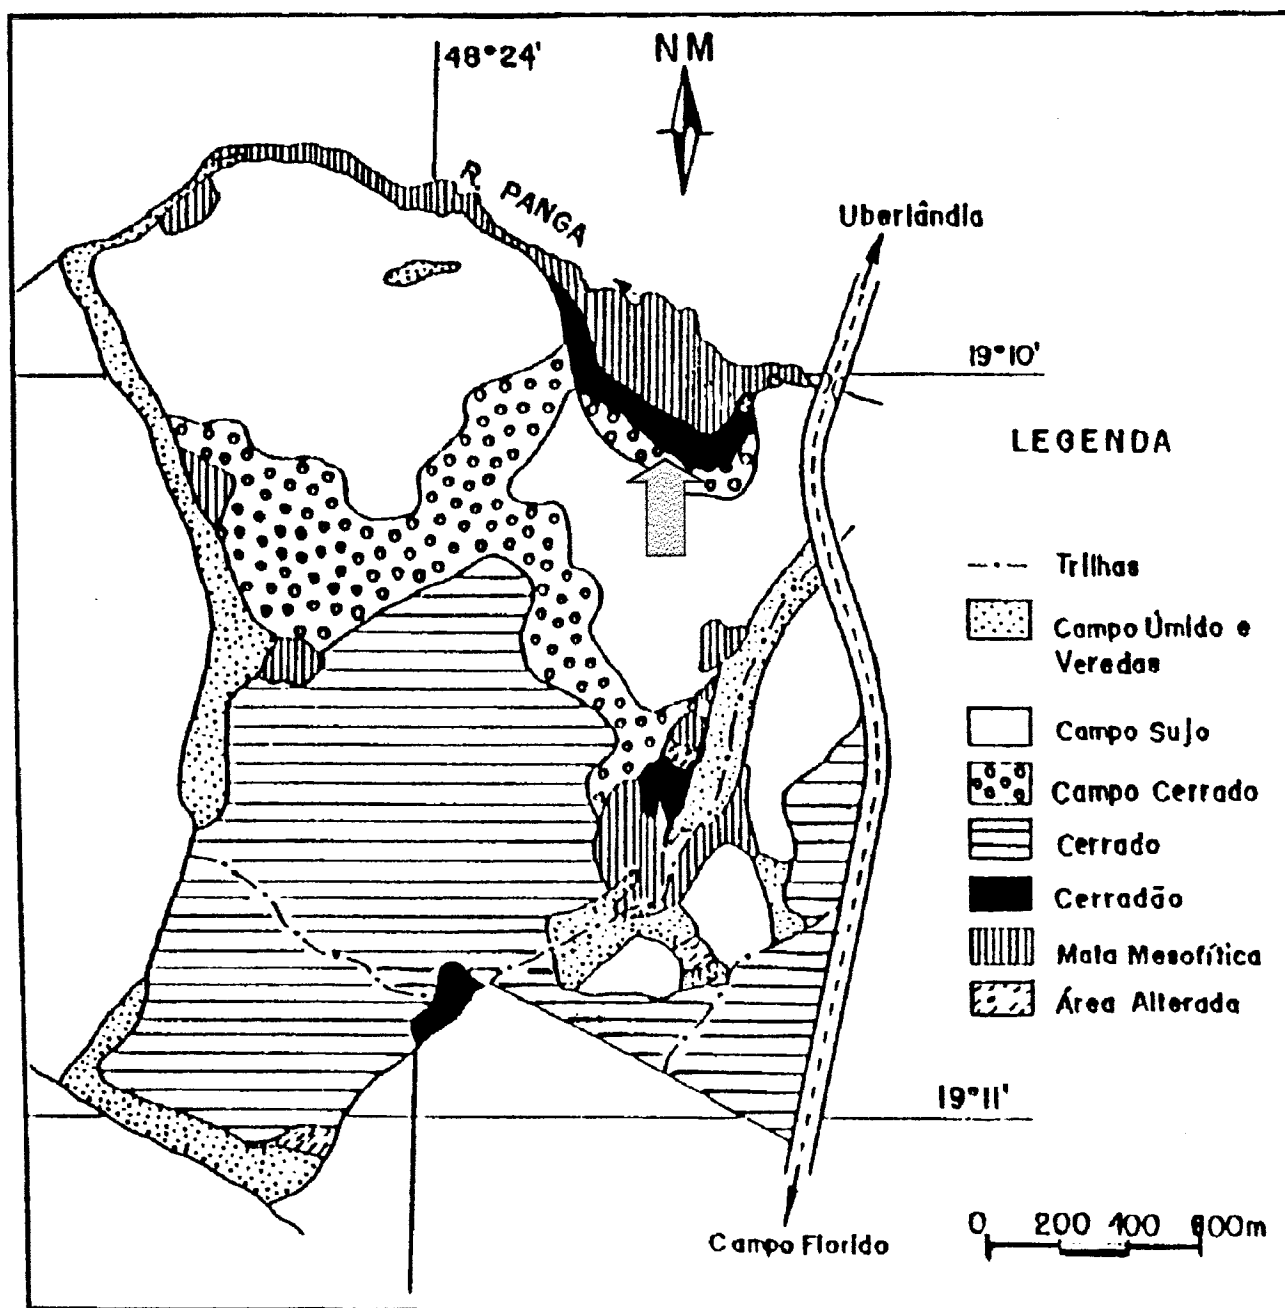 48°24'
NM
R. PANGA
Uberlândia
19°10'
LEGENDA
Trilhas
Campo Úmido e
Veredas
Campo Sujo
Campo Cerrado
Cerrado
Cerradão
Mata Mesofítica
Área Alterada
19°11'
0 200 400 600m
Campo Florido